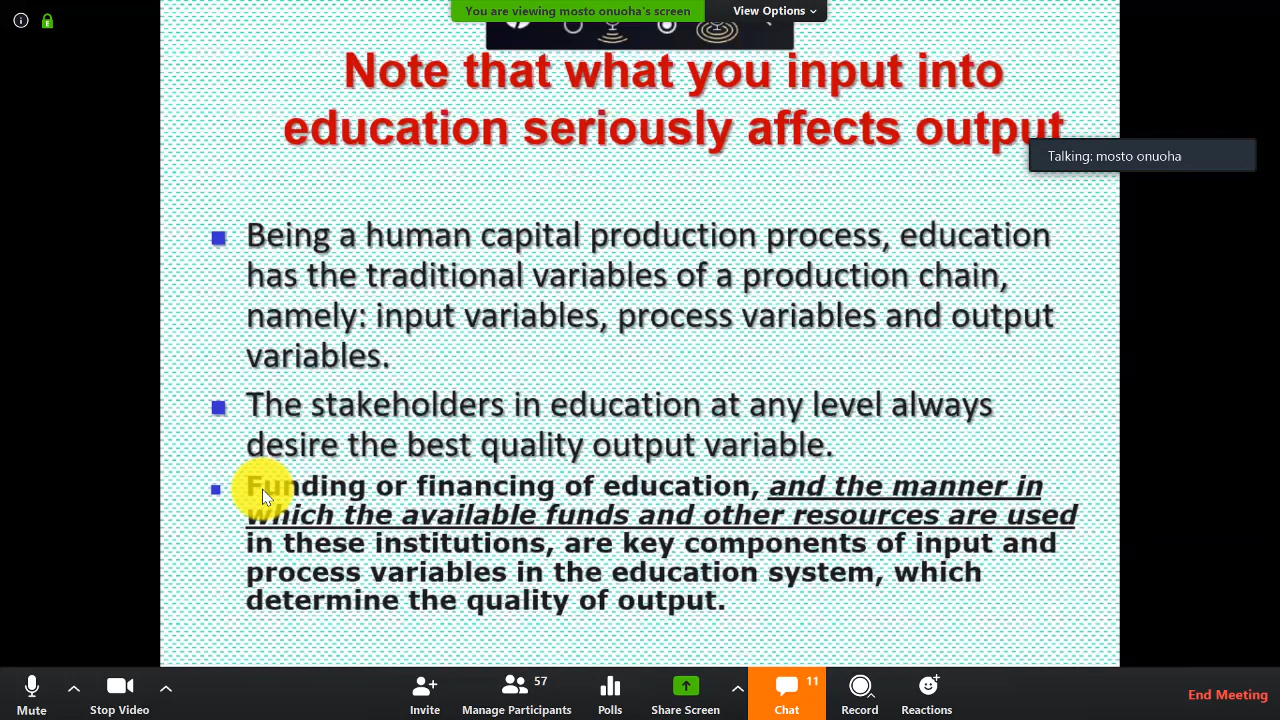 You are viewing mosto onuoha's screen
View Options
Note that what you input into
education seriously affects output
Talking: mosto onuoha
Being a human capital production process, education
has the traditional variables of a production chain,
namely: input variables, process variables and output
variables.
The stakeholders in education at any level always
desire the best quality output variable.
Funding or financing of education, and the manner in
which the available funds and other resources are used
in these institutions, are key components of input and
process variables in the education system, which
determine the quality of output.
57
11
Mute
Stop Video
Invite
Manage Participants
Polls
Share Screen
Chat
Record
Reactions
End Meeting